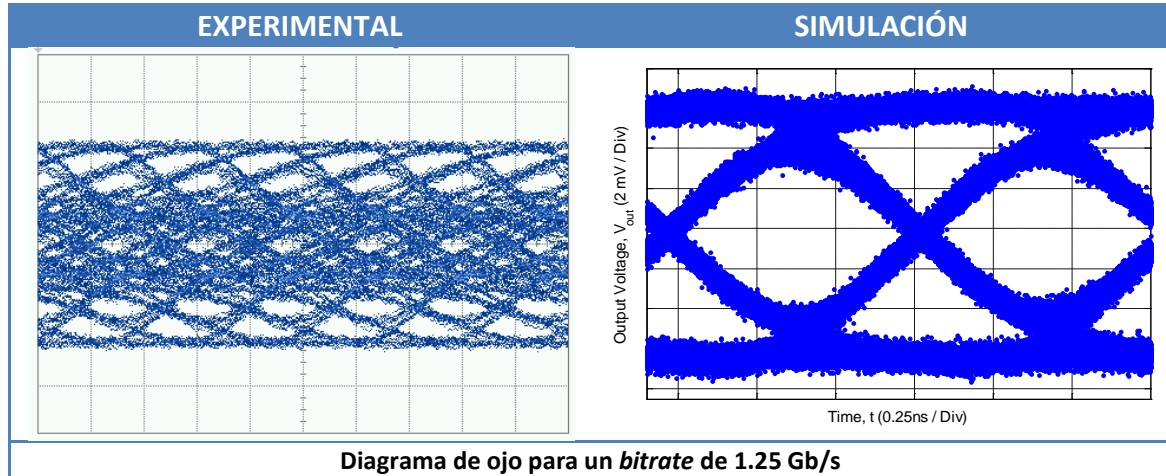 EXPERIMENTAL
SIMULACIÓN
Output Voltage, Vout (2 mV / Div)
Time, t (0.25ns / Div)
Diagrama de ojo para un bitrate de 1.25 Gb/s